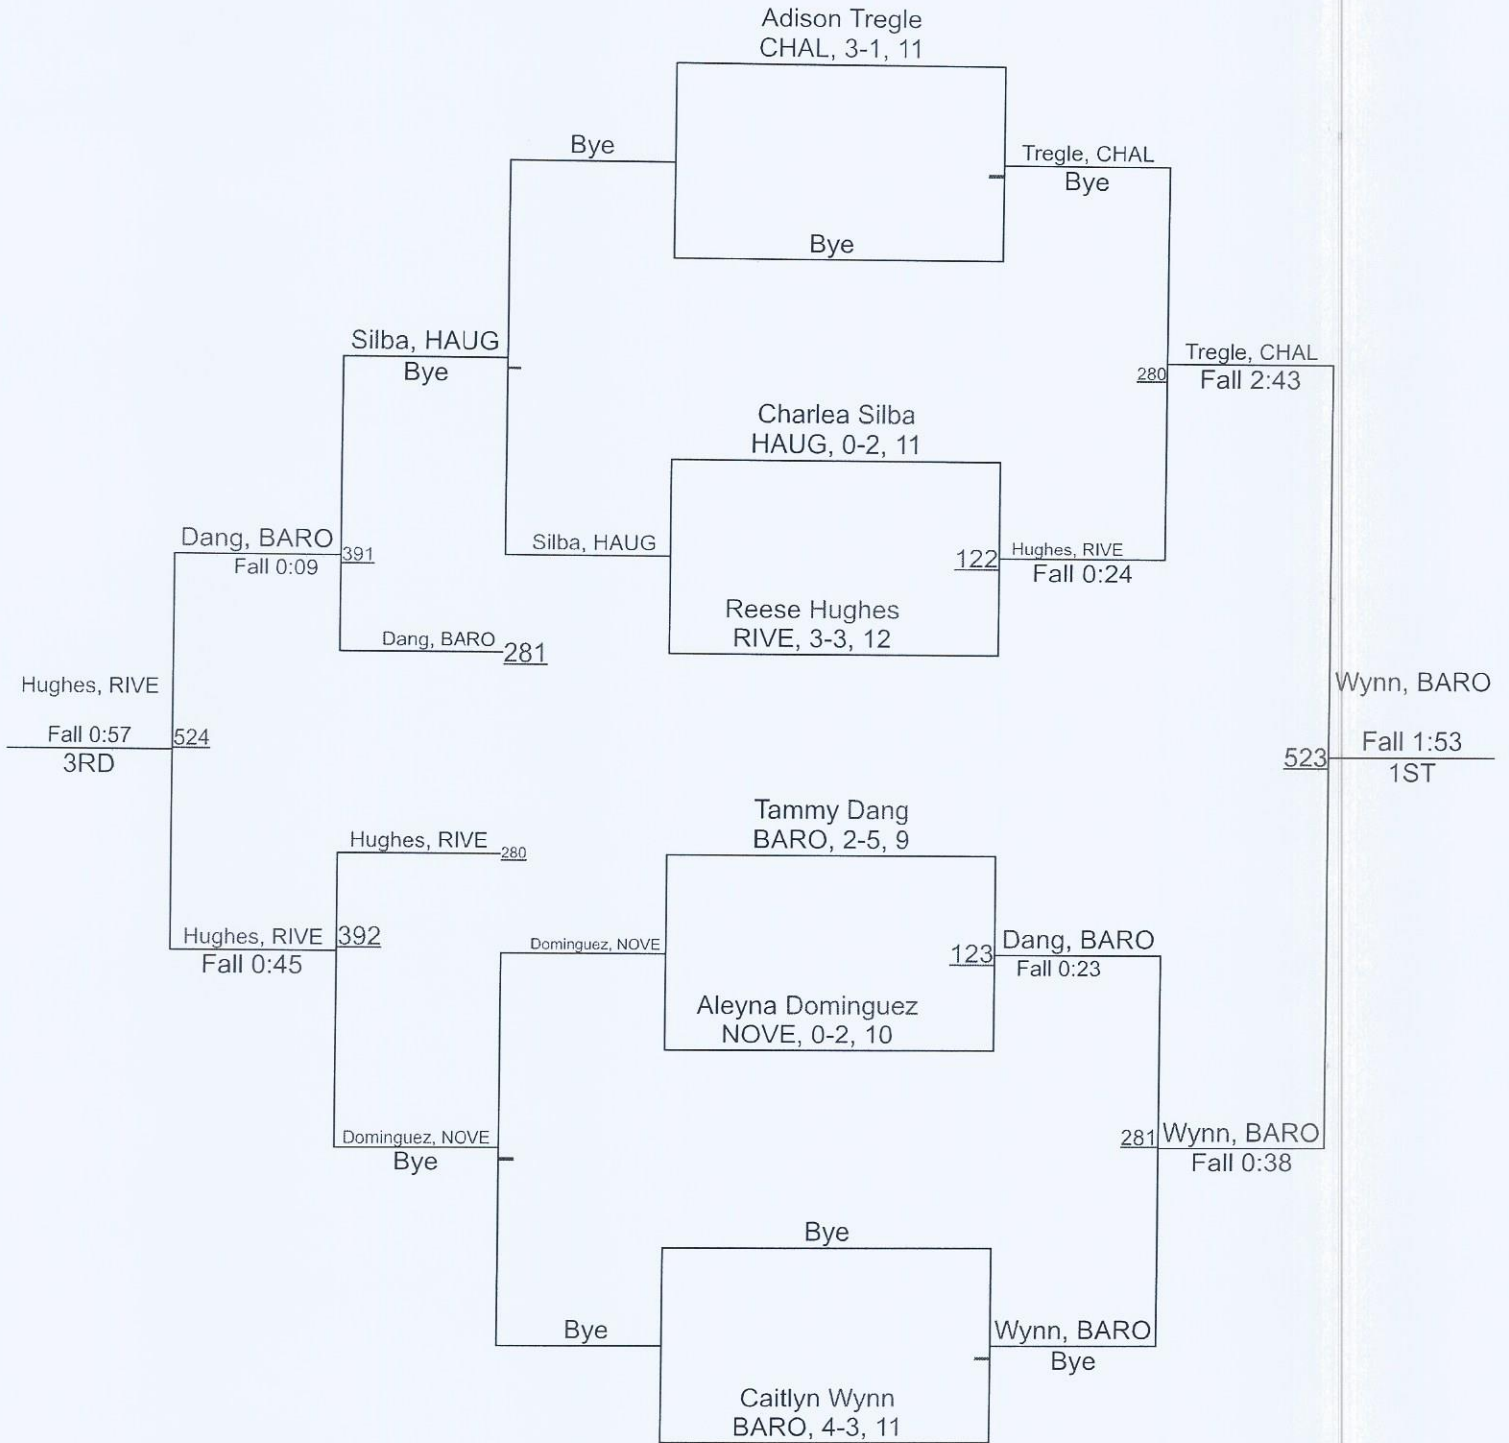 Adison Tregle
CHAL, 3-1, 11
Bye
Tregle, CHAL
Bye
Bye
Silba, HAUG
Bye
Tregle, CHAL
280
Fall 2:43
Charlea Silba
HAUG, 0-2, 11
Dang, BARO
391
Fall 0:09
Silba, HAUG
122
Hughes, RIVE
Fall 0:24
Reese Hughes
RIVE, 3-3, 12
Dang, BARO
281
Hughes, RIVE
Fall 0:57
524
3RD
Wynn, BARO
523
Fall 1:53
1ST
Tammy Dang
BARO, 2-5, 9
Hughes, RIVE
280
Hughes, RIVE
392
Fall 0:45
Dominguez, NOVE
123
Dang, BARO
Fall 0:23
Aleyna Dominguez
NOVE, 0-2, 10
Dominguez, NOVE
Bye
281
Wynn, BARO
Fall 0:38
Bye
Bye
Wynn, BARO
Bye
Caitlyn Wynn
BARO, 4-3, 11